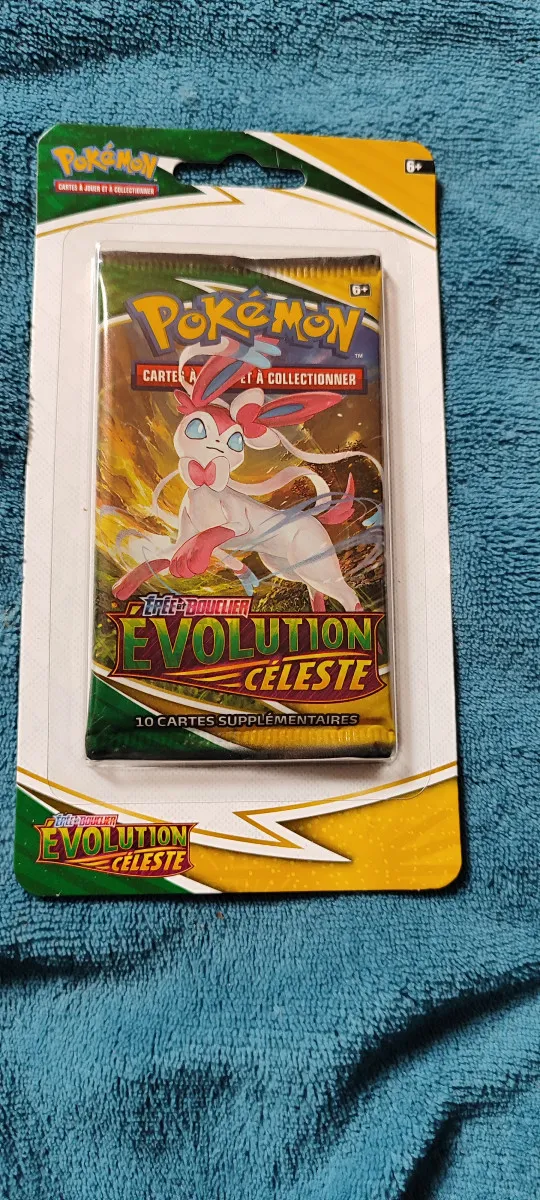 POKéMON
CARTES À JOUER ET À COLLECTIONNER
6+
6+
POKéMON
TM
CARTES À ET À COLLECTIONNER
ÉPÉE ET BOUCLIER
ÉVOLUTION
CÉLESTE
10 CARTES SUPPLÉMENTAIRES
ÉPÉE ET BOUCLIER
ÉVOLUTION
CÉLESTE